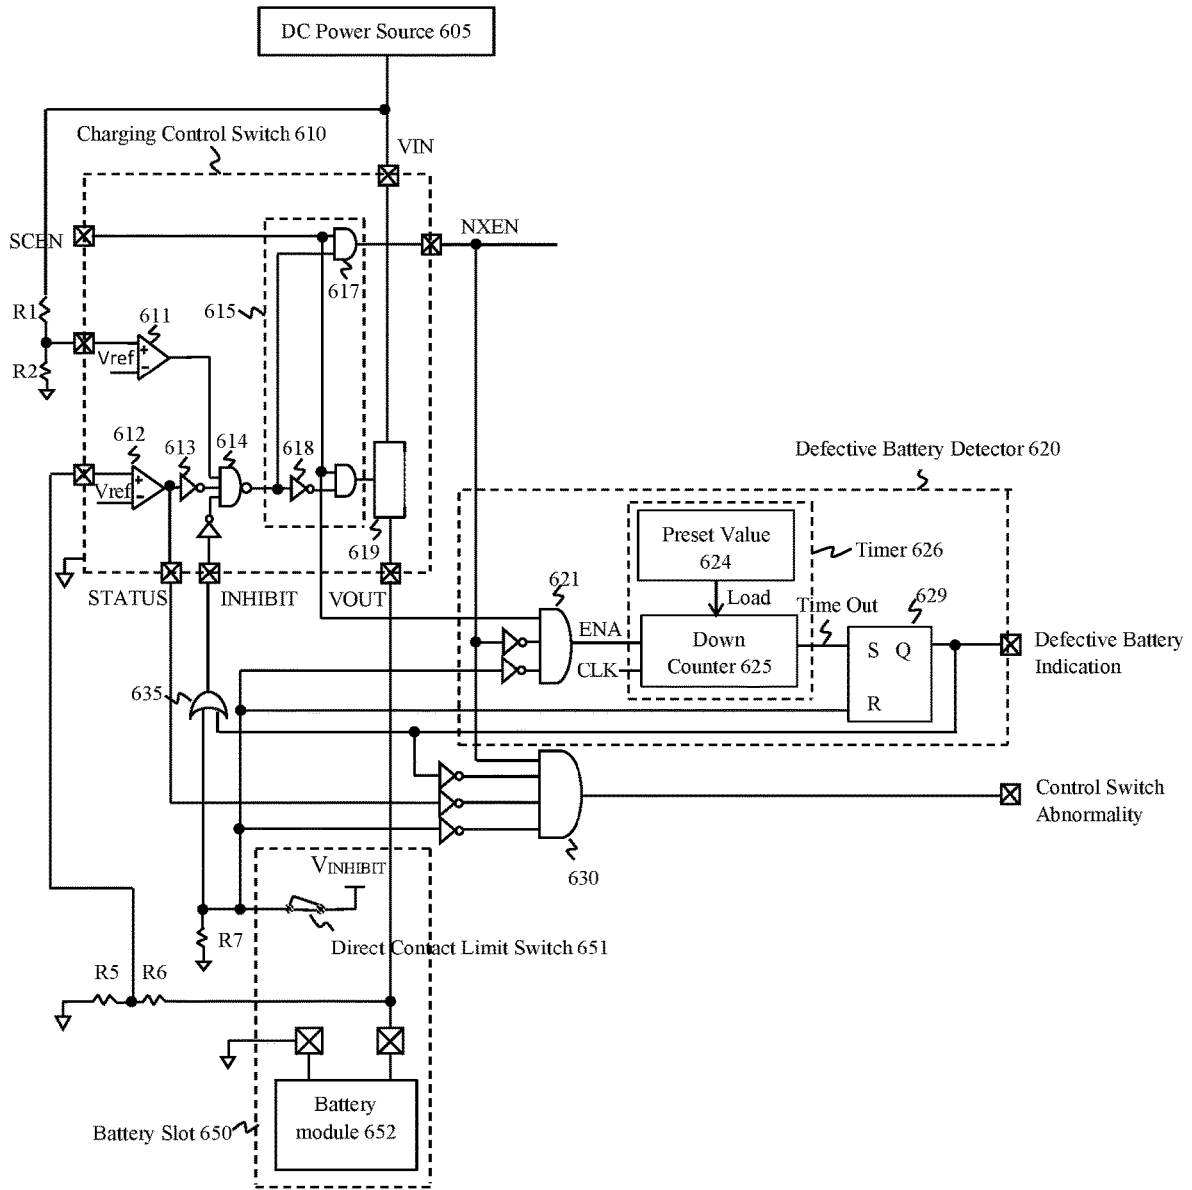 DC Power Source 605
Charging Control Switch 610
VIN
SCEN
NXEN
617
615
R1
611
Vref
+
−
R2
612
613
614
618
Vref
+
−
619
Defective Battery Detector 620
STATUS
INHIBIT
VOUT
Preset Value
624
Timer 626
621
Load
Time Out
629
ENA
Down
Counter 625
S Q
Defective Battery
Indication
CLK
R
635
Control Switch
Abnormality
630
VINHIBIT
R7
Direct Contact Limit Switch 651
R5
R6
Battery
module 652
Battery Slot 650